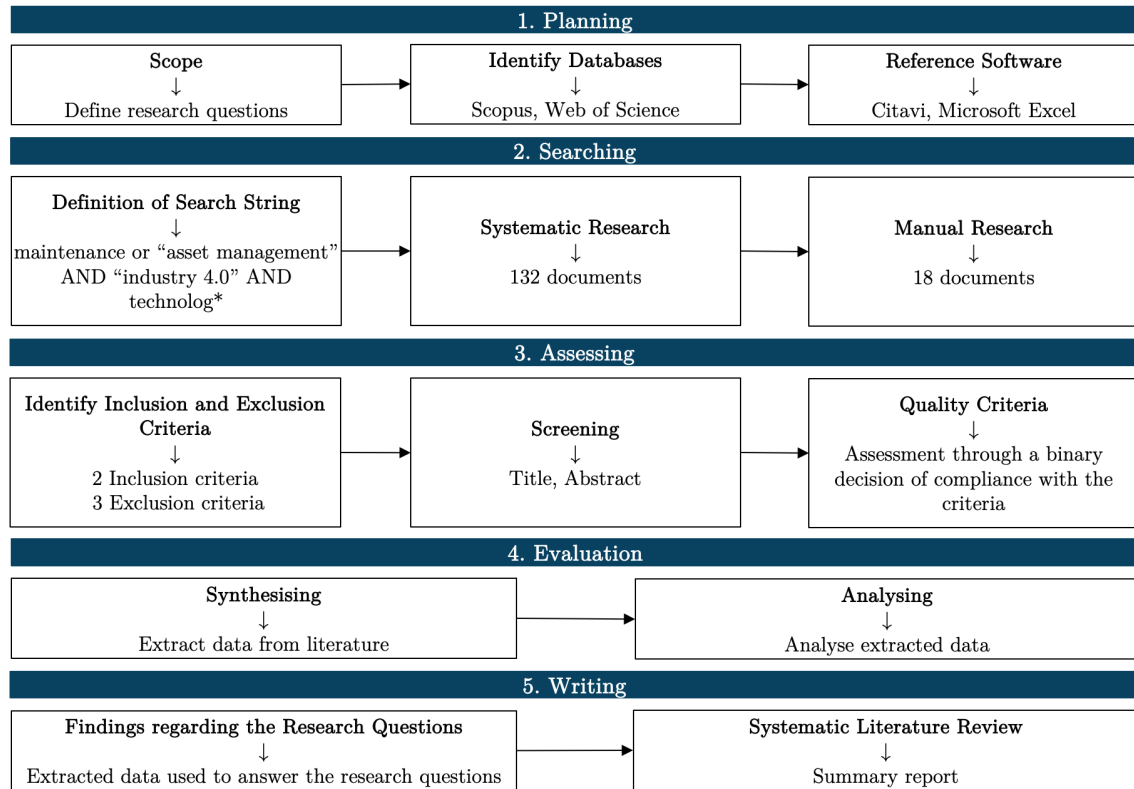 1. Planning
Scope
↓
Define research questions
Identify Databases
↓
Scopus, Web of Science
Reference Software
↓
Citavi, Microsoft Excel
2. Searching
Definition of Search String
↓
maintenance or “asset management”
AND “industry 4.0” AND
technolog*
Systematic Research
↓
132 documents
Manual Research
↓
18 documents
3. Assessing
Identify Inclusion and Exclusion
Criteria
↓
2 Inclusion criteria
3 Exclusion criteria
Screening
↓
Title, Abstract
Quality Criteria
↓
Assessment through a binary
decision of compliance with the
criteria
4. Evaluation
Synthesising
↓
Extract data from literature
Analysing
↓
Analyse extracted data
5. Writing
Findings regarding the Research Questions
↓
Extracted data used to answer the research questions
Systematic Literature Review
↓
Summary report